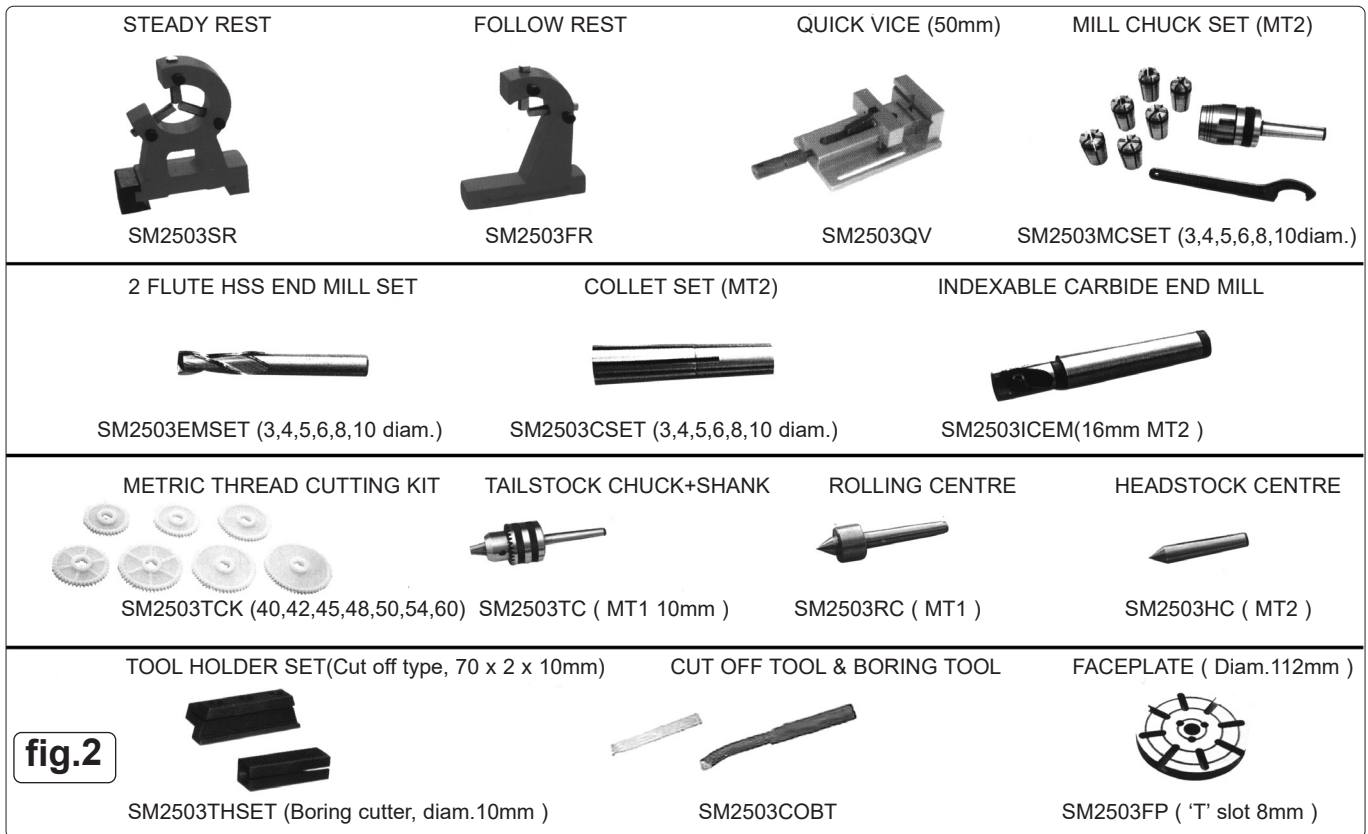 STEADY REST
FOLLOW REST
QUICK VICE (50mm)
MILL CHUCK SET (MT2)
SM2503SR
SM2503FR
SM2503QV
SM2503MCSET (3,4,5,6,8,10diam.)
2 FLUTE HSS END MILL SET
COLLET SET (MT2)
INDEXABLE CARBIDE END MILL
SM2503EMSET (3,4,5,6,8,10 diam.)
SM2503CSET (3,4,5,6,8,10 diam.)
SM2503ICEM(16mm MT2 )
METRIC THREAD CUTTING KIT
TAILSTOCK CHUCK+SHANK
ROLLING CENTRE
HEADSTOCK CENTRE
SM2503TCK (40,42,45,48,50,54,60)
SM2503TC ( MT1 10mm )
SM2503RC ( MT1 )
SM2503HC ( MT2 )
TOOL HOLDER SET(Cut off type, 70 x 2 x 10mm)
CUT OFF TOOL & BORING TOOL
FACEPLATE ( Diam.112mm )
fig.2
SM2503THSET (Boring cutter, diam.10mm )
SM2503COBT
SM2503FP ( ‘T’ slot 8mm )